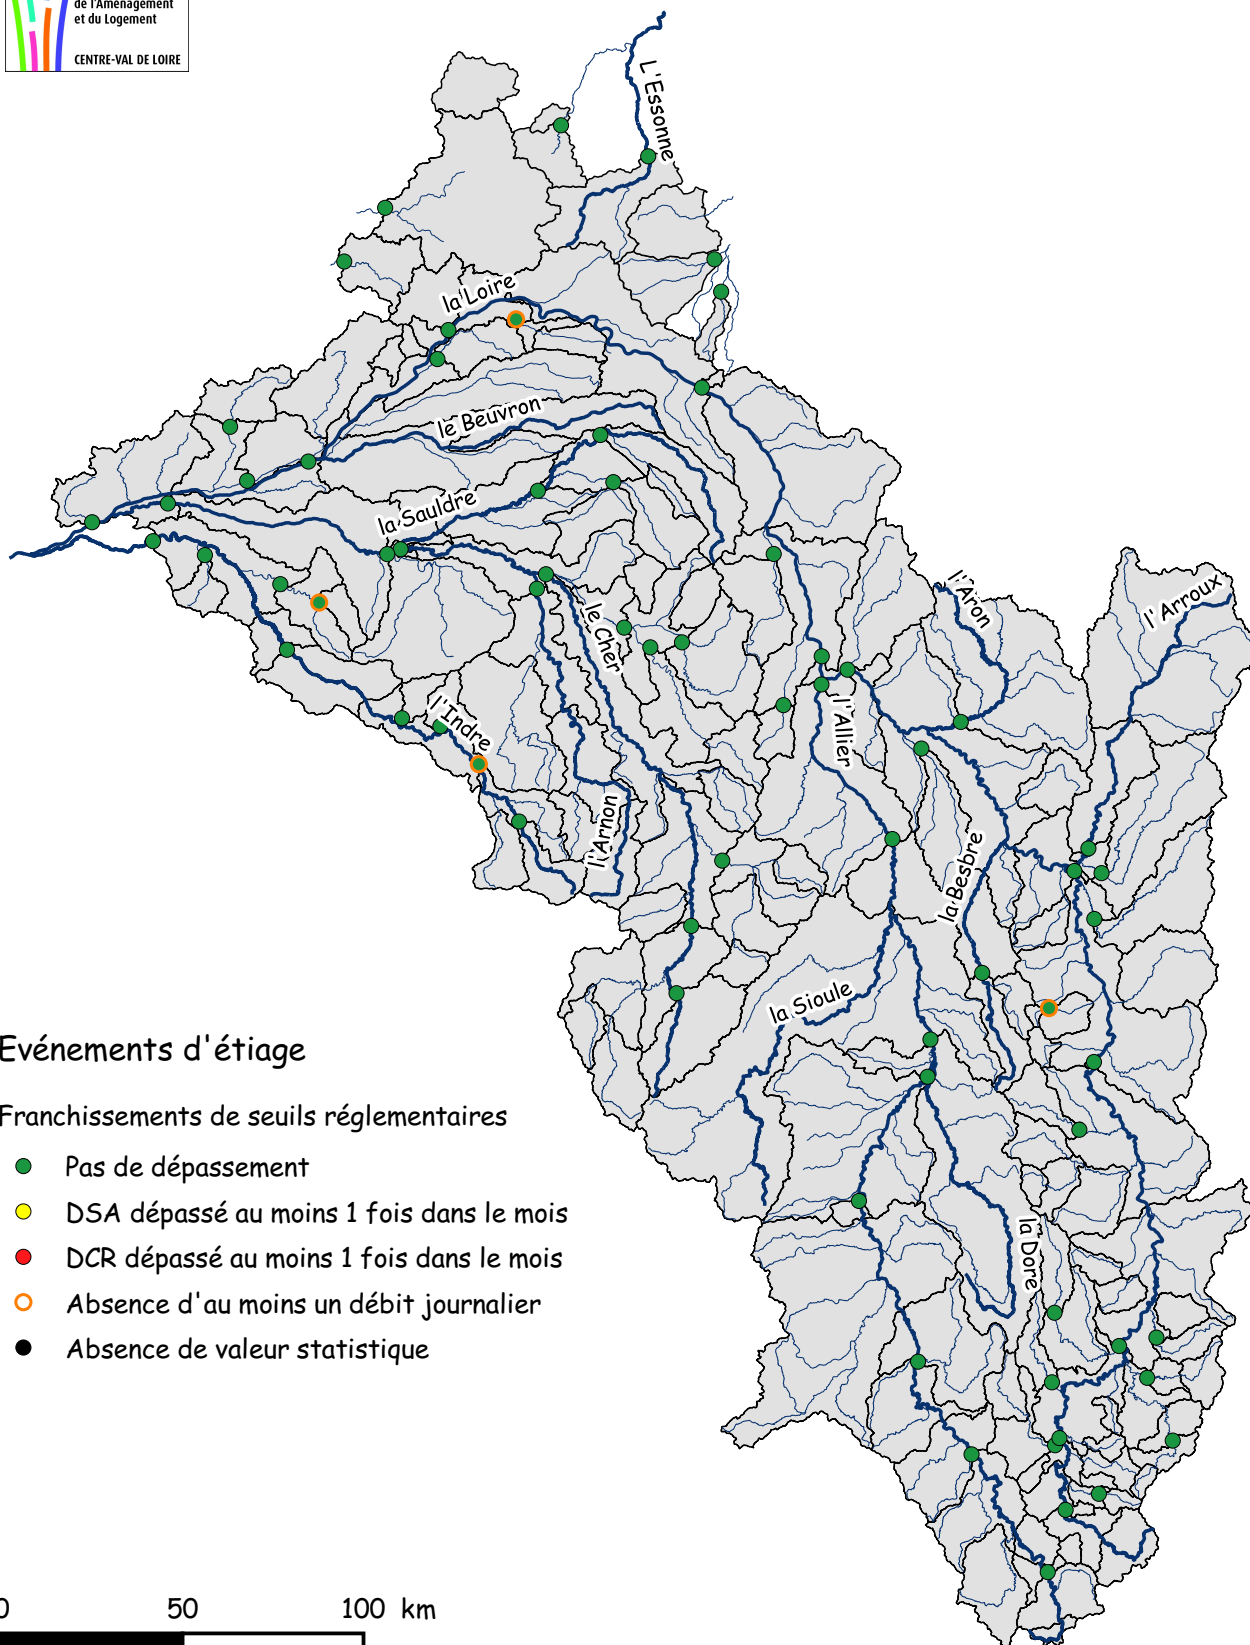 de l'Aménagement
et du Logement
CENTRE-VAL DE LOIRE
L'Essonne
la Loire
le Beuvron
la Sauldre
l'Aron
l'Arroux
le Cher
l'Indre
l'Allier
l'Arnon
la Besbre
la Sioule
la Dore
Evénements d'étiage
Franchissements de seuils réglementaires
Pas de dépassement
DSA dépassé au moins 1 fois dans le mois
DCR dépassé au moins 1 fois dans le mois
Absence d'au moins un débit journalier
Absence de valeur statistique
0 50 100 km